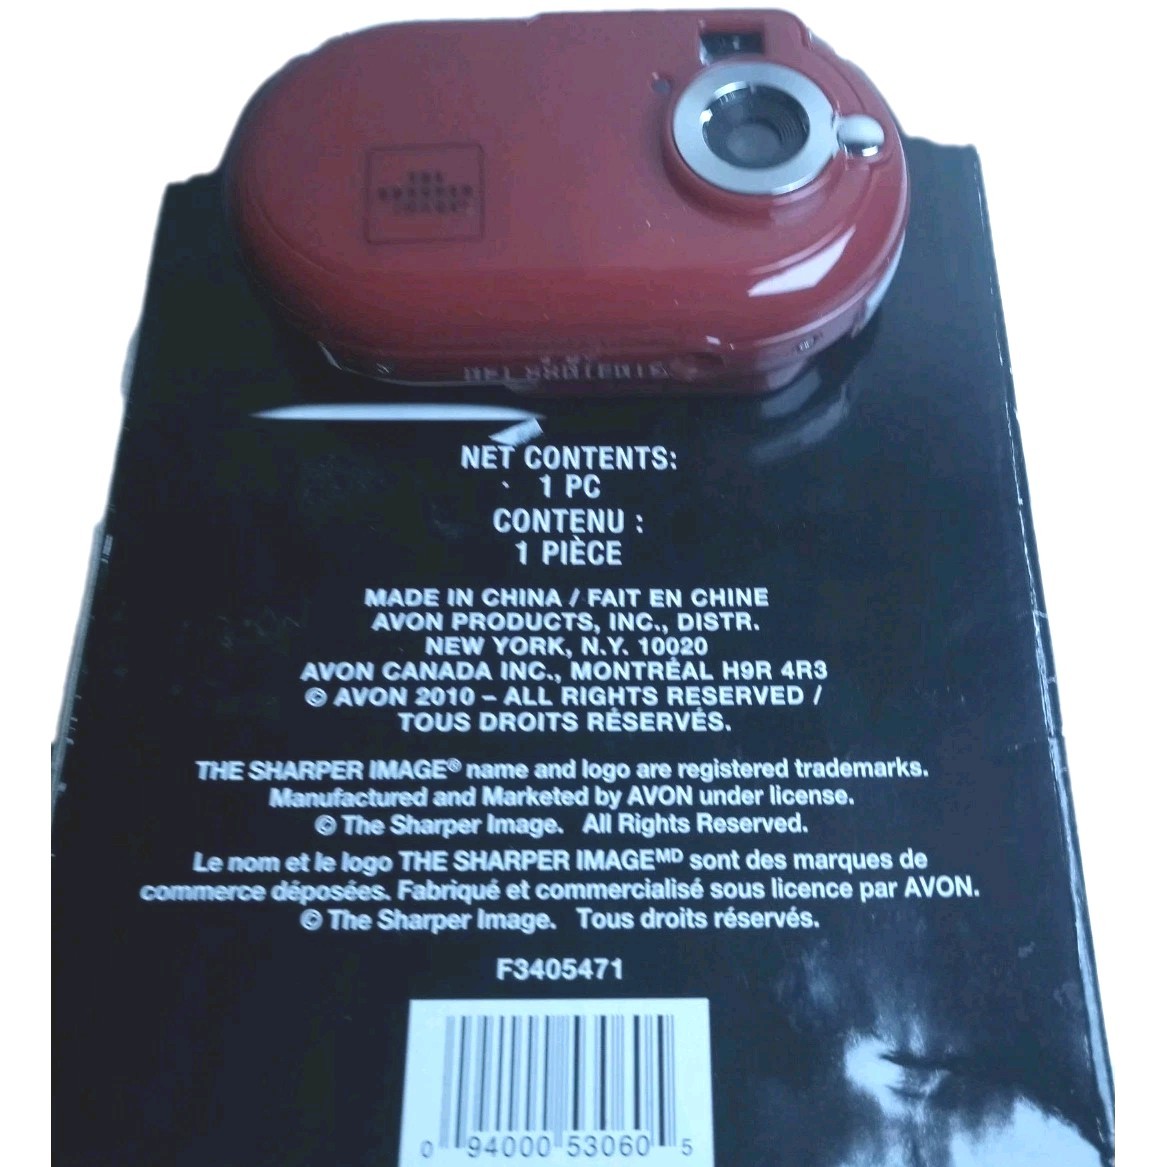 THE
SHARPER
IMAGE
NET CONTENTS:
1 PC
CONTENU :
1 PIÈCE
MADE IN CHINA / FAIT EN CHINE
AVON PRODUCTS, INC., DISTR.
NEW YORK, N.Y. 10020
AVON CANADA INC., MONTRÉAL H9R 4R3
© AVON 2010 – ALL RIGHTS RESERVED /
TOUS DROITS RÉSERVÉS.
THE SHARPER IMAGE® name and logo are registered trademarks.
Manufactured and Marketed by AVON under license.
© The Sharper Image. All Rights Reserved.
Le nom et le logo THE SHARPER IMAGEᴹᴰ sont des marques de
commerce déposées. Fabriqué et commercialisé sous licence par AVON.
© The Sharper Image. Tous droits réservés.
F3405471
0 94000 53060 5